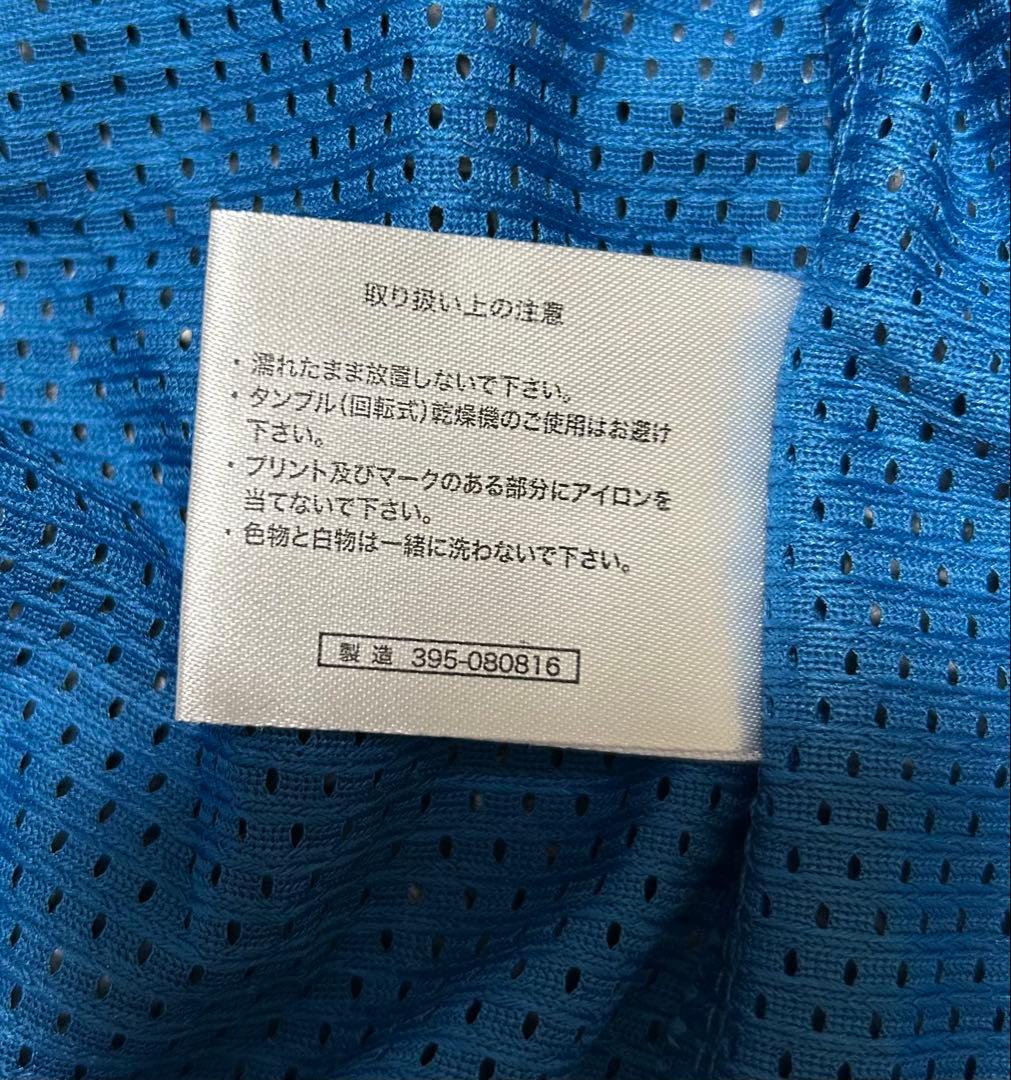 取り扱い上の注意
・濡れたまま放置しないで下さい。
・タンブル(回転式)乾燥機のご使用はお避け
下さい。
・プリント及びマークのある部分にアイロンを
当てないで下さい。
・色物と白物は一緒に洗わないで下さい。
製造 395-080816